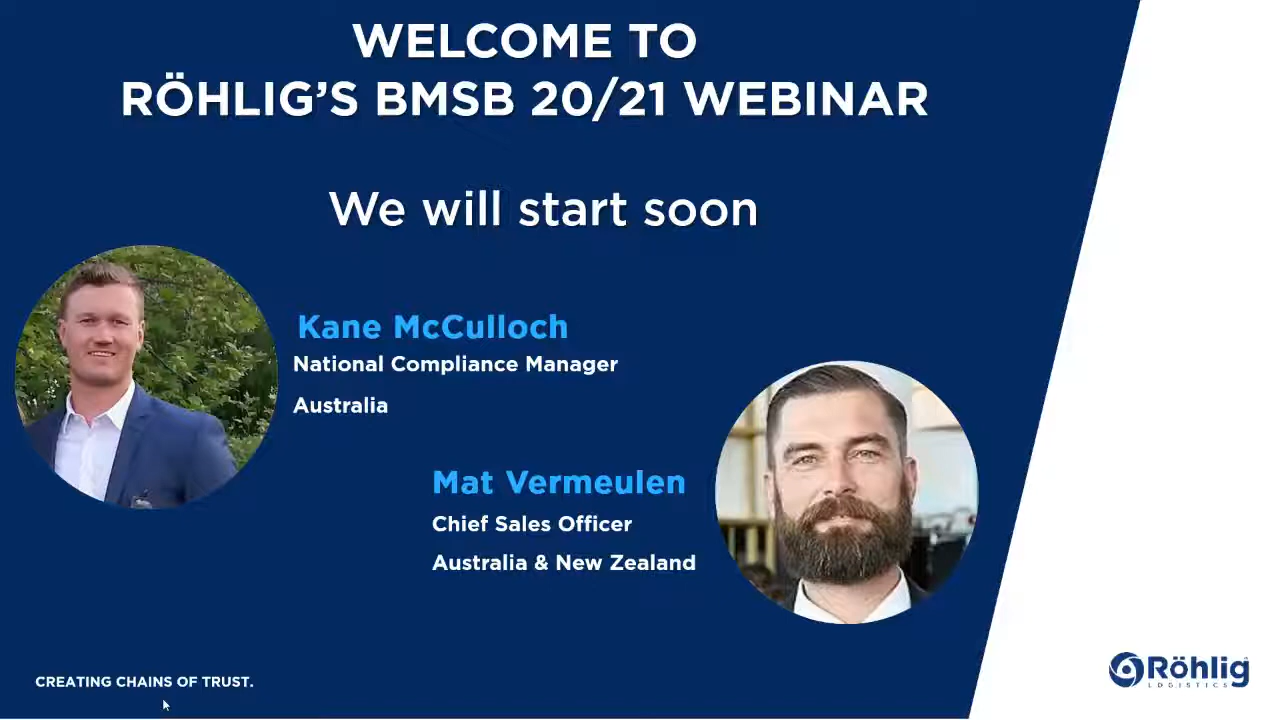 WELCOME TO
RÖHLIG’S BMSB 20/21 WEBINAR
We will start soon
Kane McCulloch
National Compliance Manager
Australia
Mat Vermeulen
Chief Sales Officer
Australia & New Zealand
CREATING CHAINS OF TRUST.
Röhlig
LOGISTICS